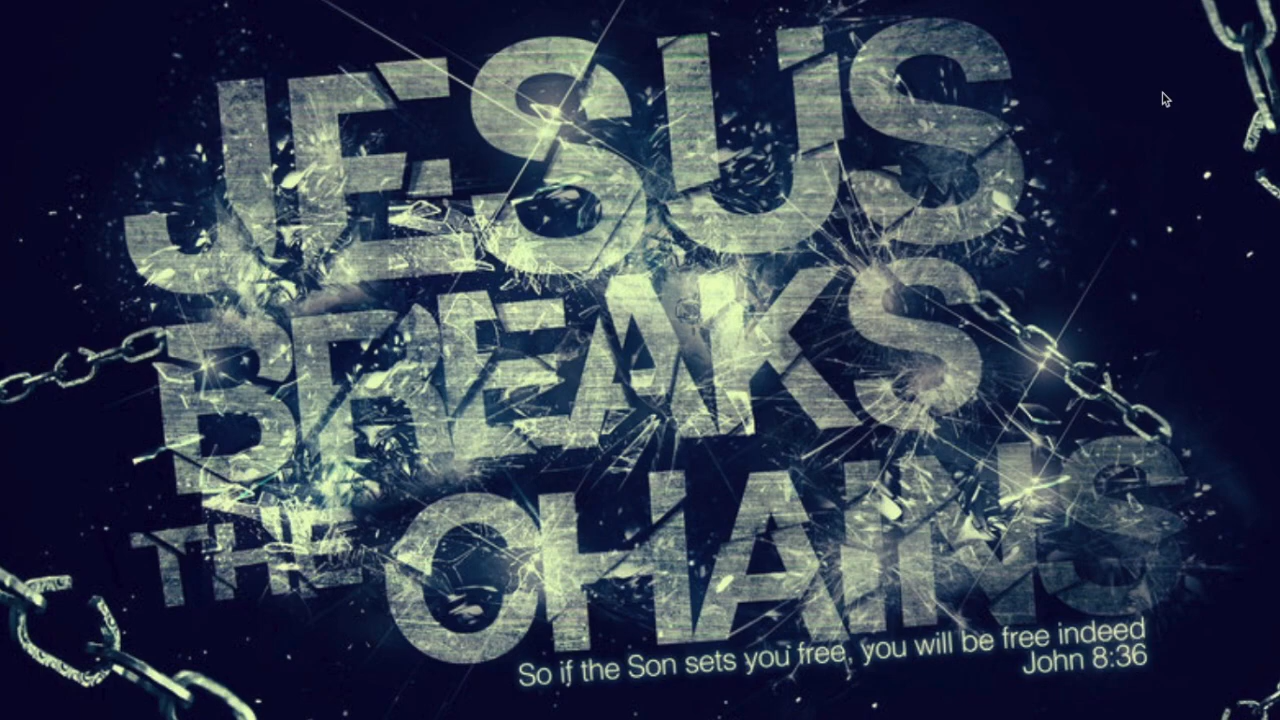 JESUS
BREAKS
THE CHAINS
So if the Son sets you free, you will be free indeed
John 8:36